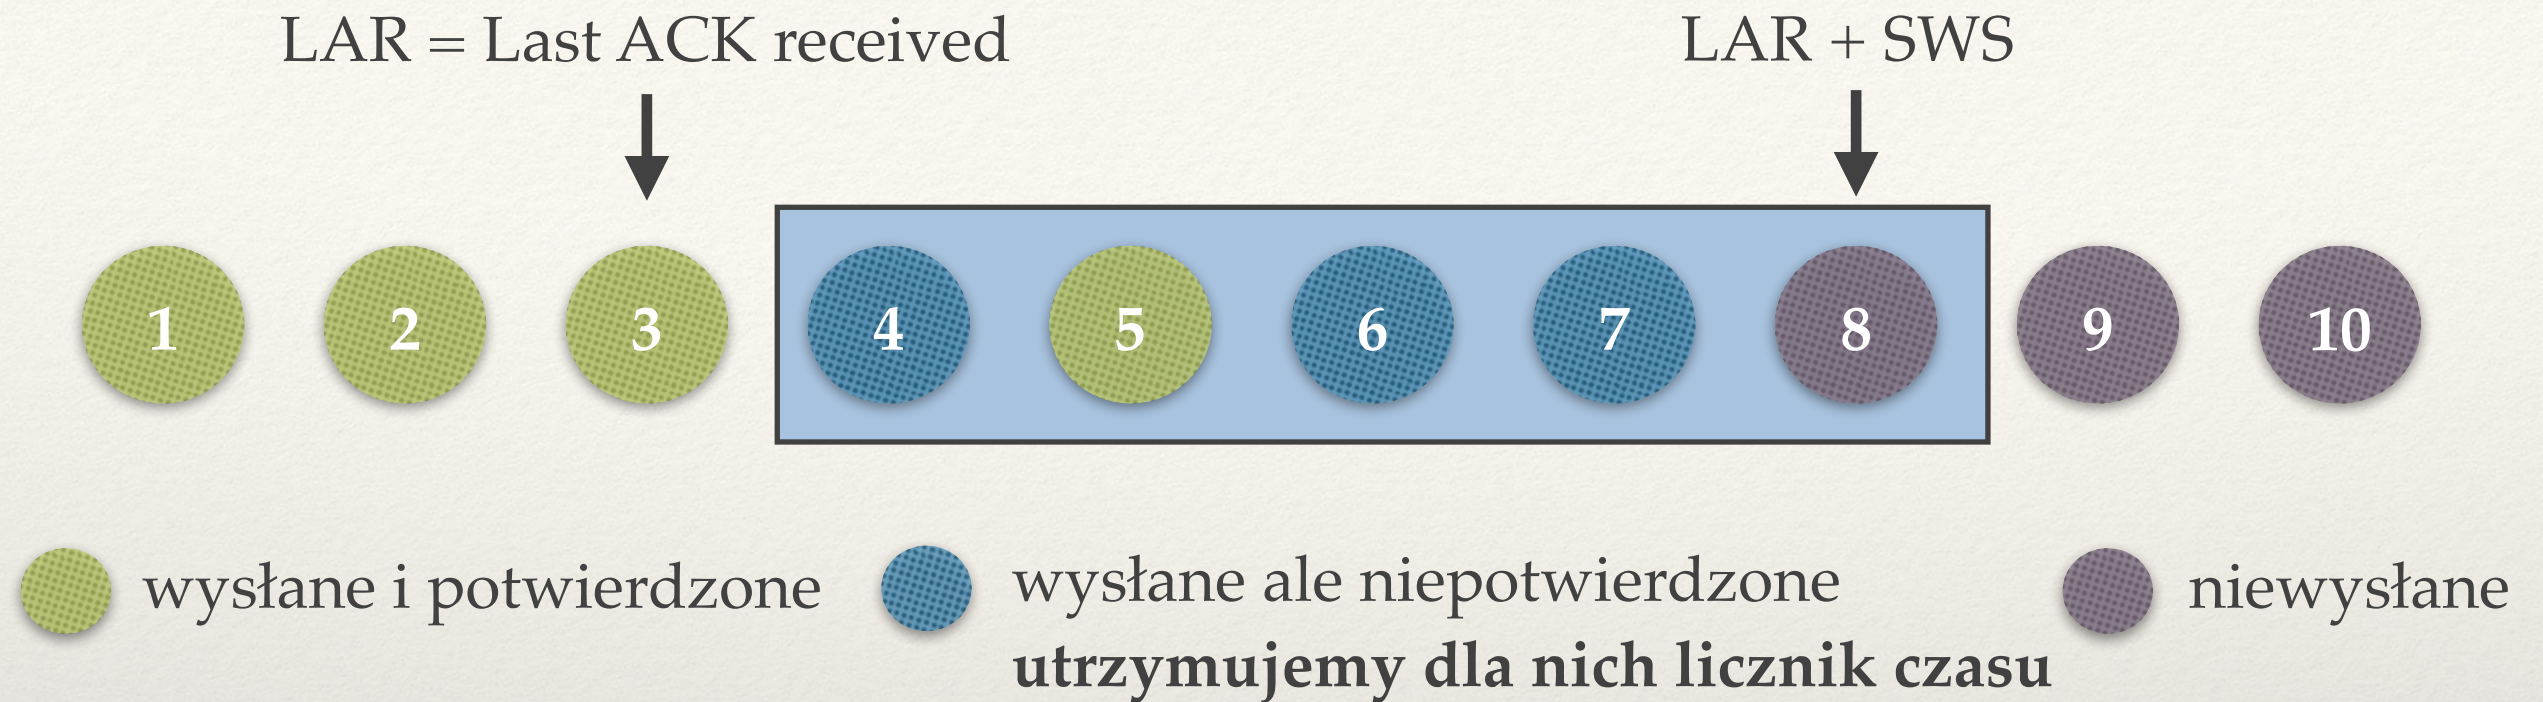 LAR = Last ACK received
LAR + SWS
1 2 3 4 5 6 7 8 9 10
wysłane i potwierdzone
wysłane ale niepotwierdzone
utrzymujemy dla nich licznik czasu
niewysłane